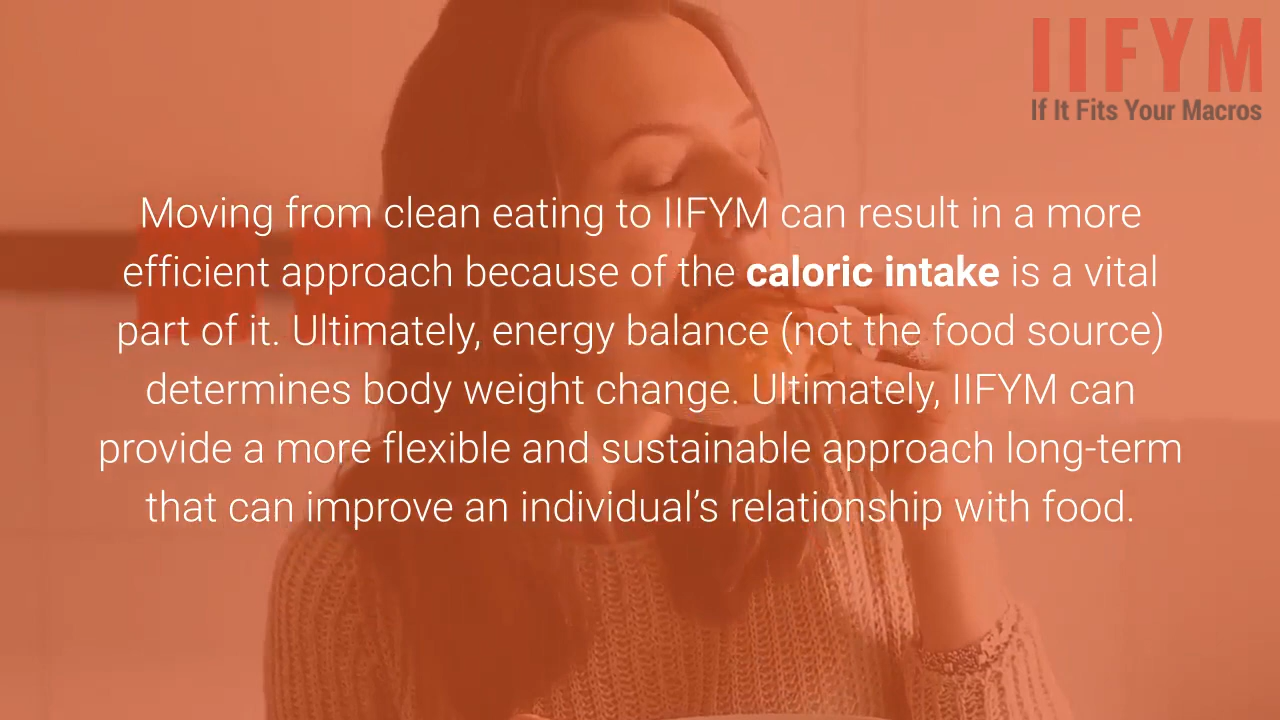 IIFYM
If It Fits Your Macros
Moving from clean eating to IIFYM can result in a more
efficient approach because of the caloric intake is a vital
part of it. Ultimately, energy balance (not the food source)
determines body weight change. Ultimately, IIFYM can
provide a more flexible and sustainable approach long-term
that can improve an individual’s relationship with food.